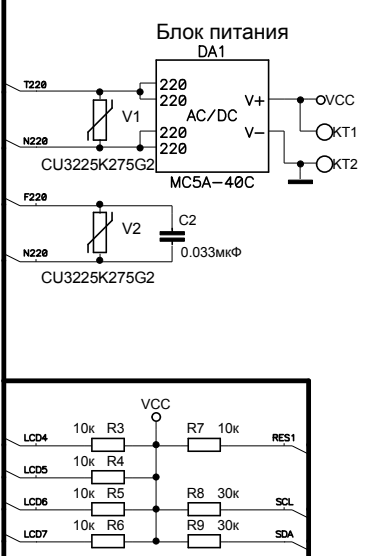 Блок питания
DA1
T220
220
220
V1
AC/DC
V+
VCC
KT1
N220
220
220
V-
KT2
CU3225K275G2
MC5A-40C
F220
V2
C2
0.033мкФ
N220
CU3225K275G2
VCC
10к R3
R7 10к
LCD4
RES1
10к R4
LCD5
10к R5
R8 30к
LCD6
SCL
10к R6
R9 30к
LCD7
SDA